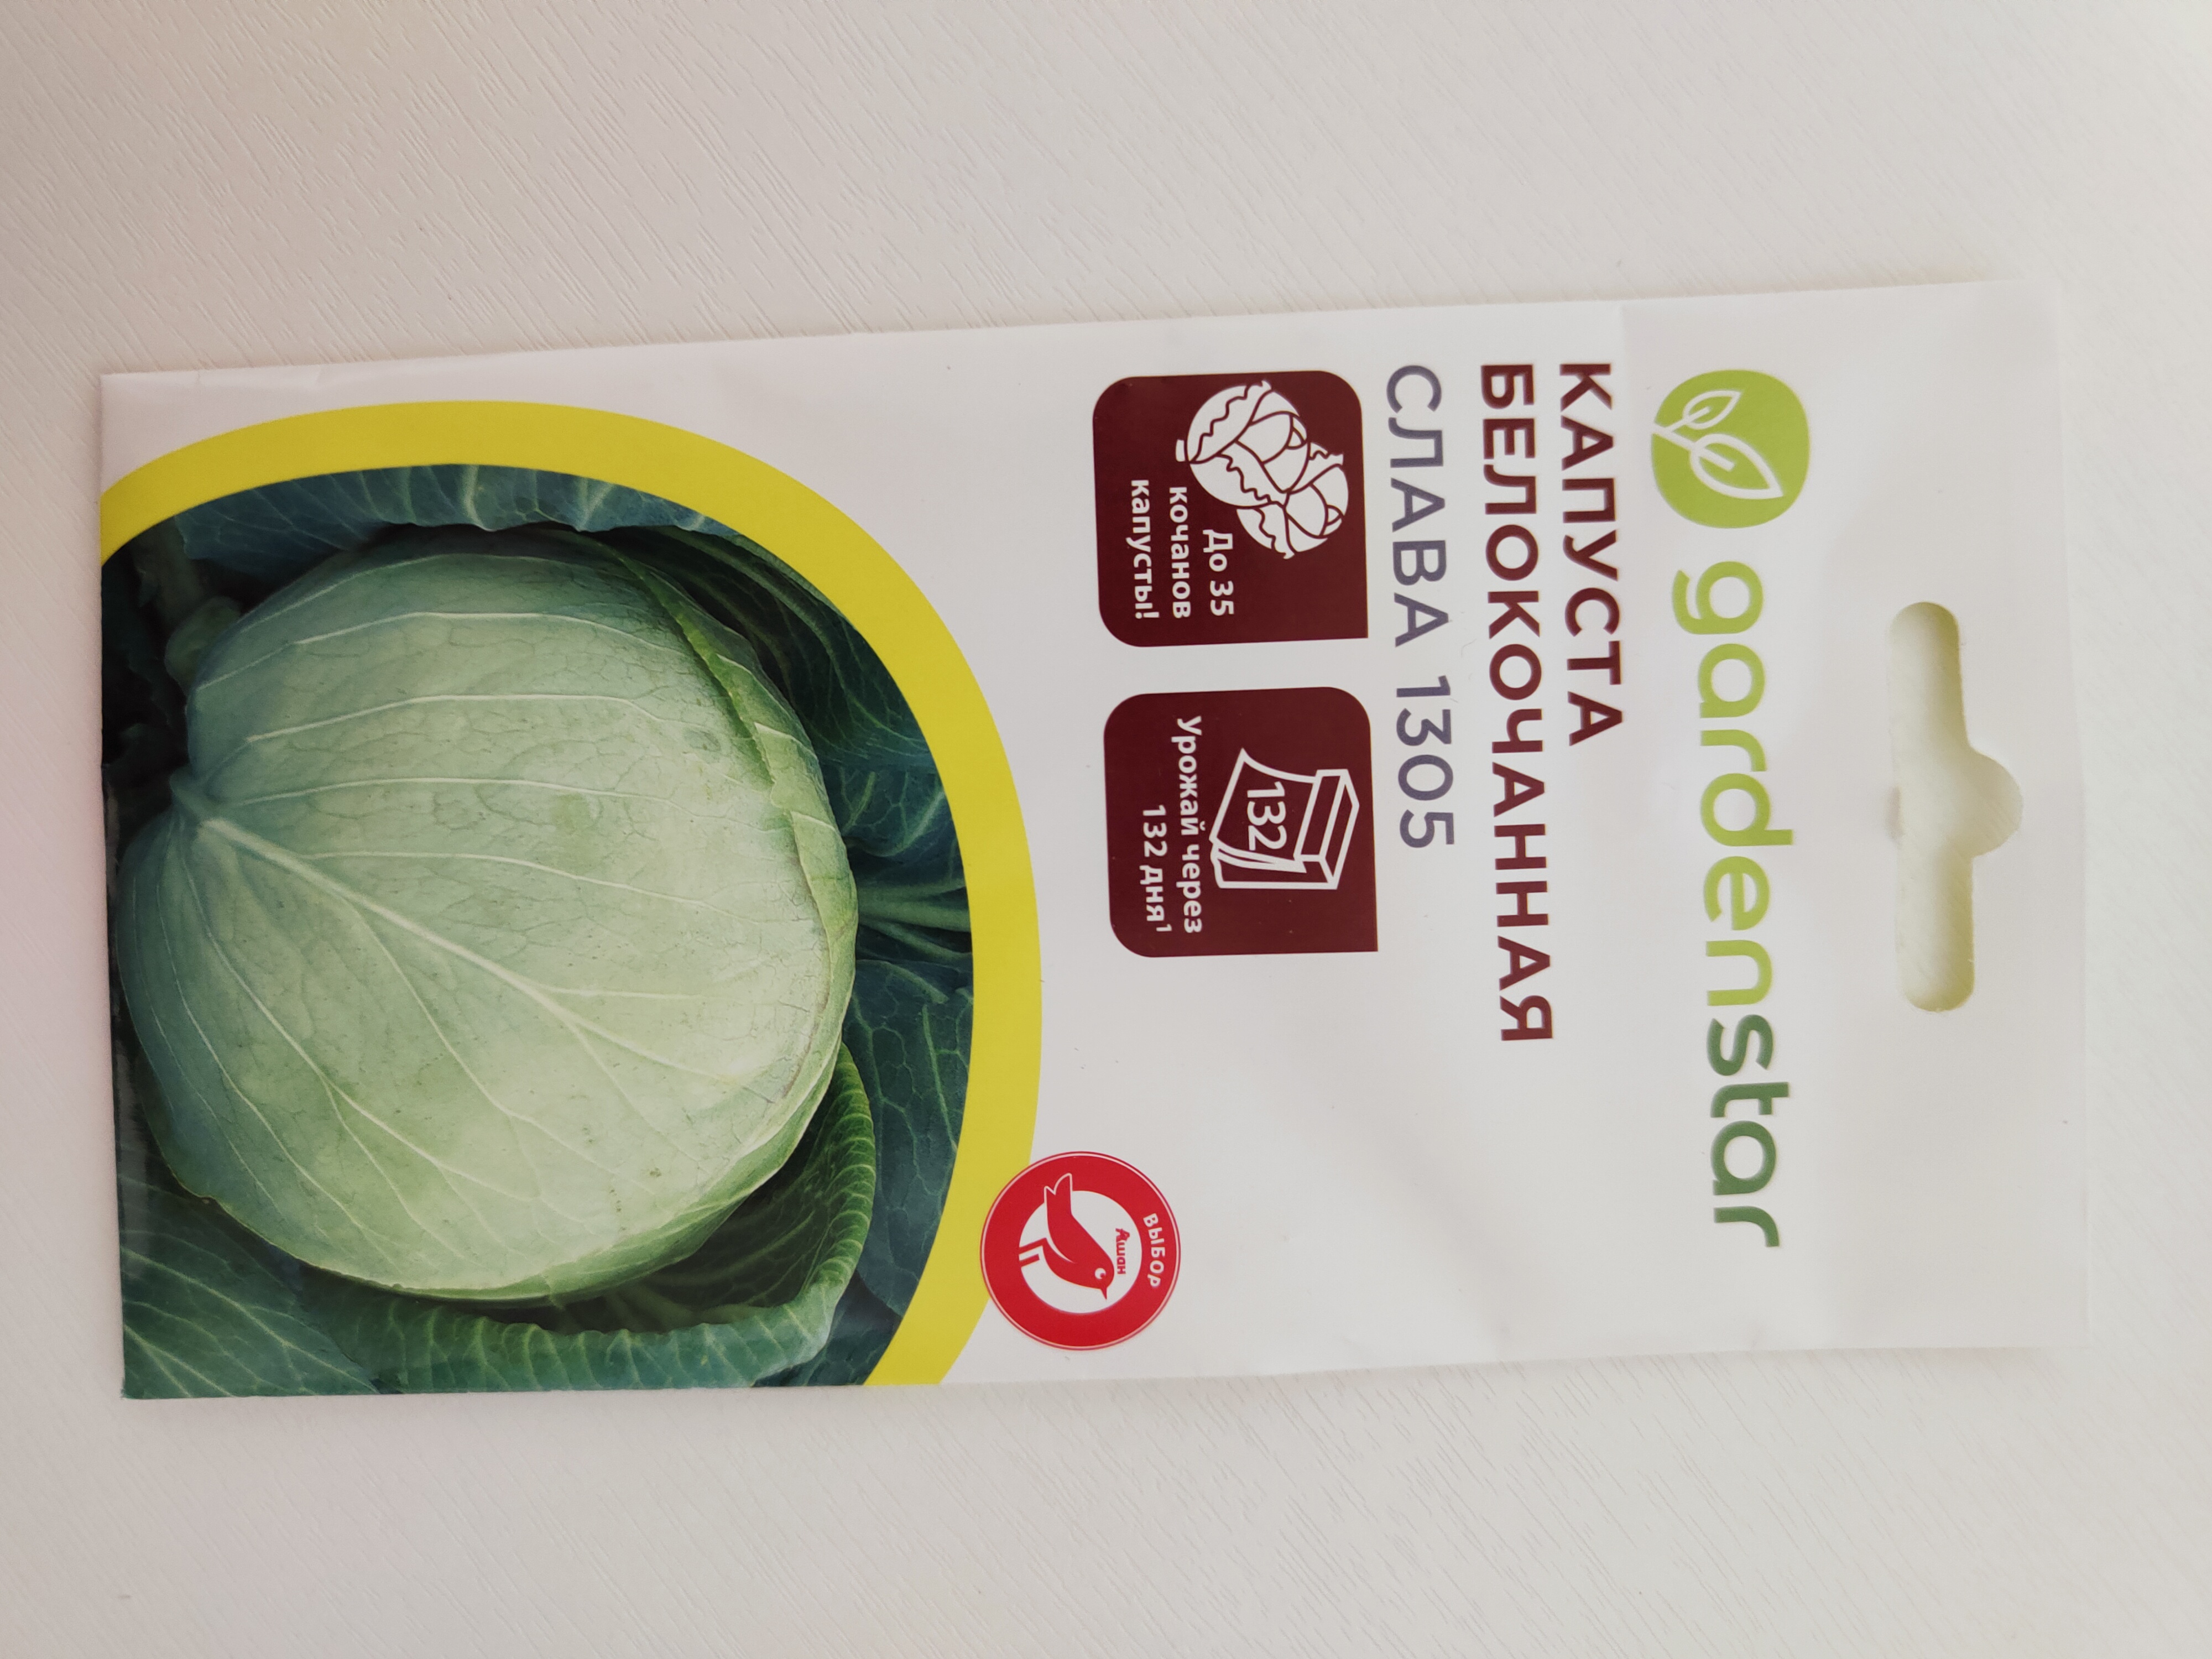 gardenstar
КАПУСТА
БЕЛОКОЧАННАЯ
СЛАВА 1305
До 35
кочанов
капусты!
132
Урожай через
132 дня¹
ВЫБОР
Ашан